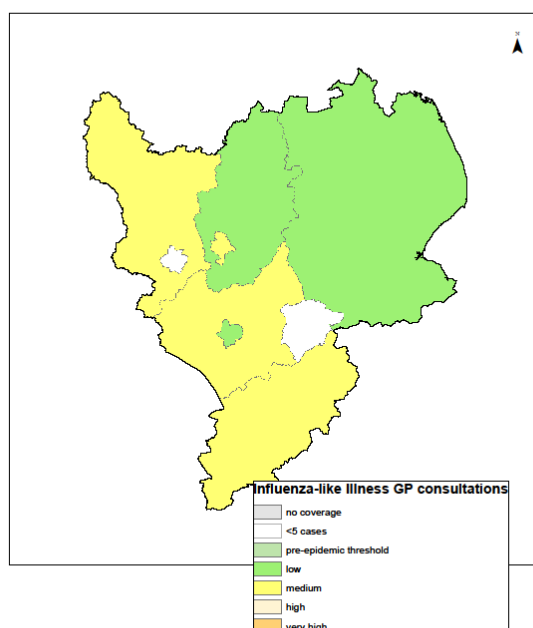 Influenza-like Illness GP consultations
no coverage
<5 cases
pre-epidemic threshold
low
medium
high
very high